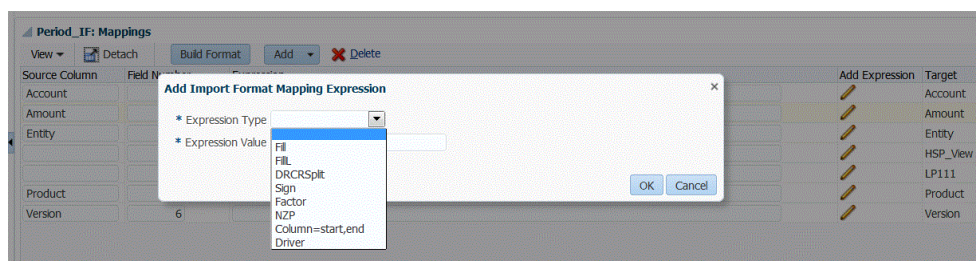 Period_IF: Mappings
View Detach Build Format Add Delete
Source Column Field Expression Add Expression Target
Add Import Format Mapping Expression
Account Account
* Expression Type
Amount Amount
* Expression Value
Entity Entity
Fill
FillL
HSP_View
DRCRSplit
LP111
Sign
OK Cancel
Product Product
Factor
NZP
Version 6 Version
Column=start,end
Driver